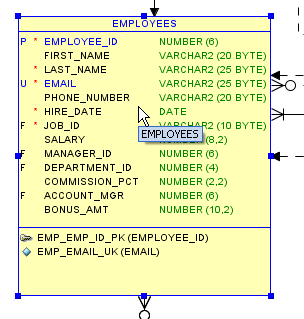 EMPLOYEES
P * EMPLOYEE_ID NUMBER (6)
FIRST_NAME VARCHAR2 (20 BYTE)
* LAST_NAME VARCHAR2 (25 BYTE)
U * EMAIL VARCHAR2 (25 BYTE)
PHONE_NUMBER VARCHAR2 (20 BYTE)
* HIRE_DATE DATE
F * JOB_ID VARCHAR2 (10 BYTE)
EMPLOYEES
SALARY (8,2)
F MANAGER_ID NUMBER (6)
F DEPARTMENT_ID NUMBER (4)
COMMISSION_PCT NUMBER (2,2)
F ACCOUNT_MGR NUMBER (6)
BONUS_AMT NUMBER (10,2)
EMP_EMP_ID_PK (EMPLOYEE_ID)
EMP_EMAIL_UK (EMAIL)